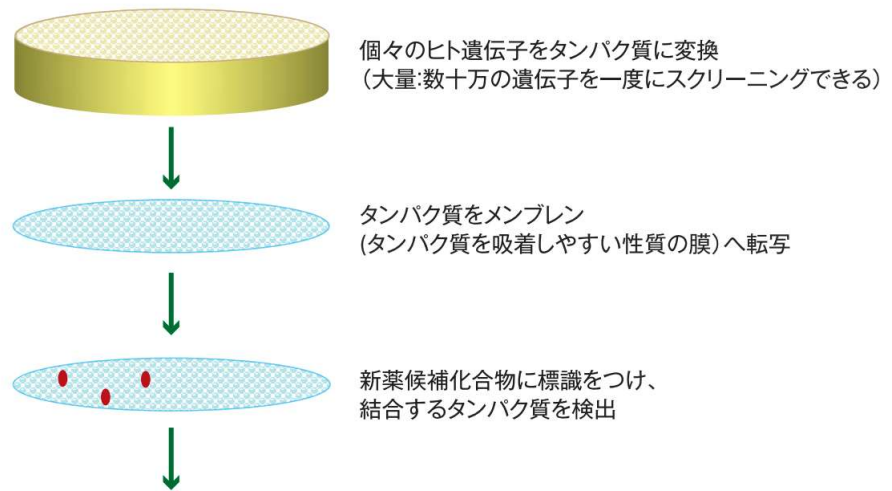 個々のヒト遺伝子をタンパク質に変換
（大量:数十万の遺伝子を一度にスクリーニングできる）
タンパク質をメンブレン
(タンパク質を吸着しやすい性質の膜）へ転写
新薬候補化合物に標識をつけ、
結合するタンパク質を検出